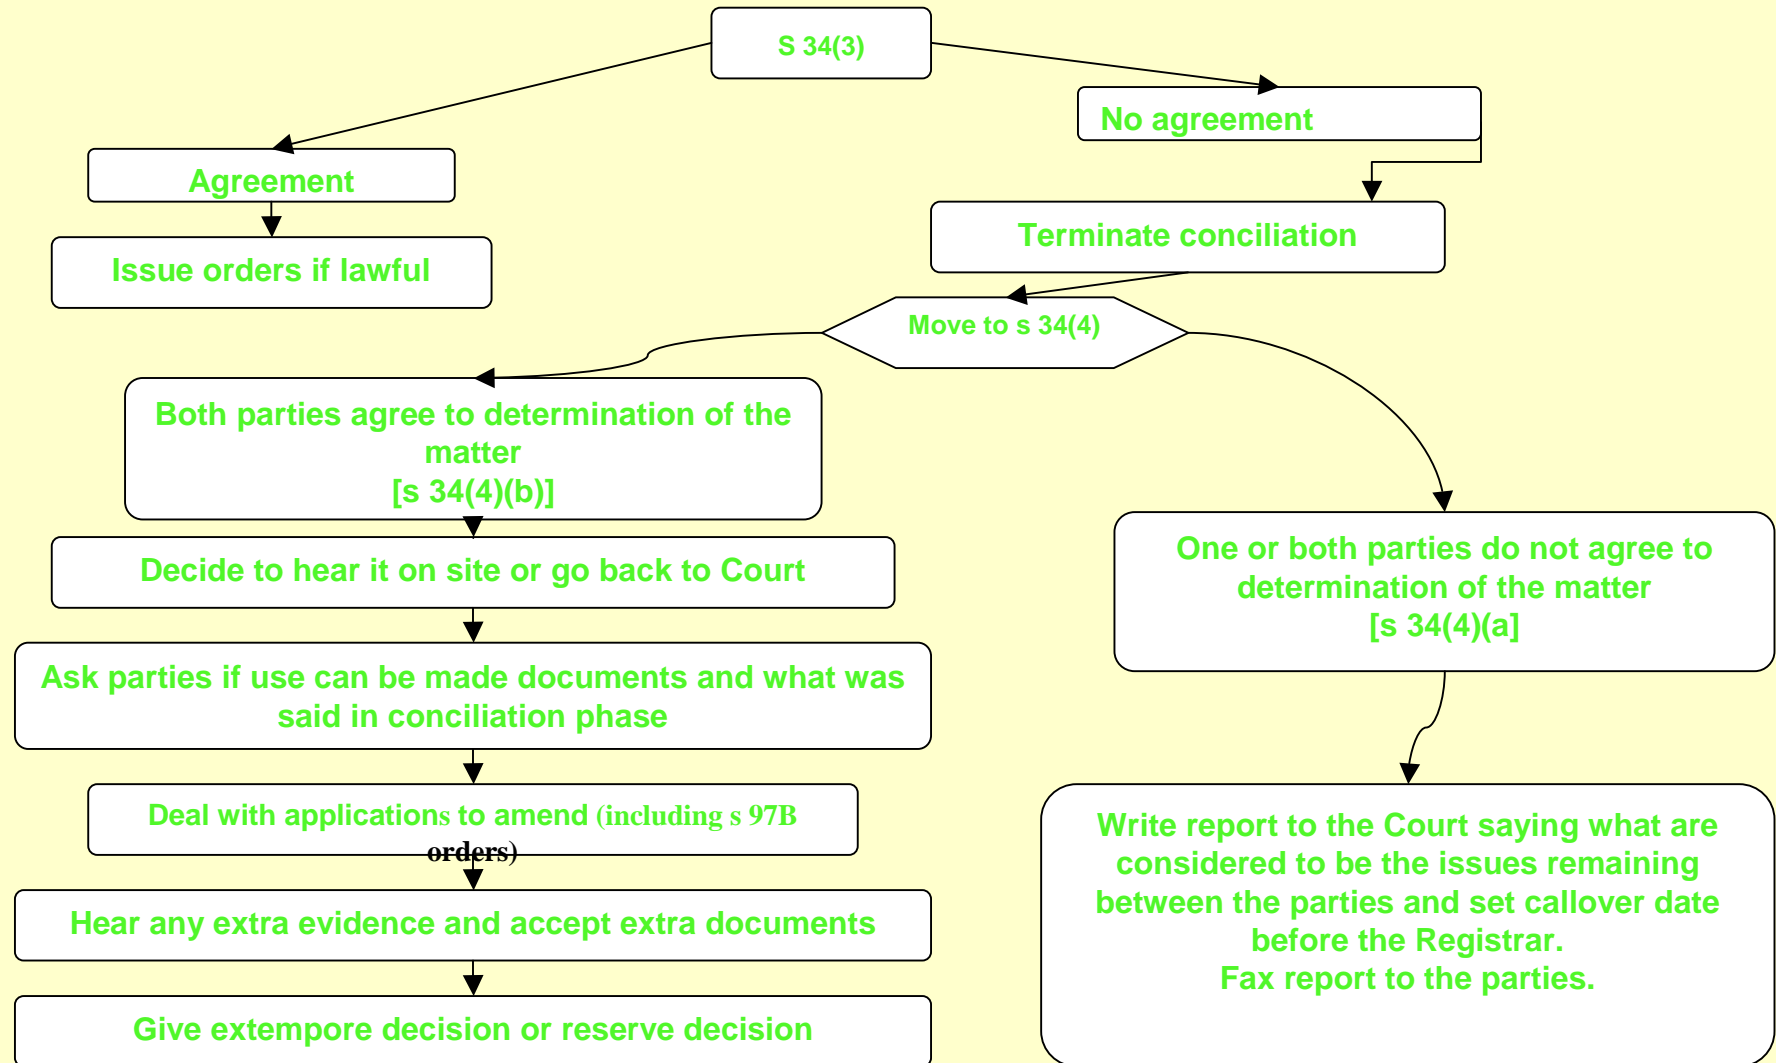 S 34(3)
No agreement
Agreement
Terminate conciliation
Issue orders if lawful
Move to s 34(4)
Both parties agree to determination of the
matter
[s 34(4)(b)]
One or both parties do not agree to
determination of the matter
[s 34(4)(a]
Decide to hear it on site or go back to Court
Ask parties if use can be made documents and what was
said in conciliation phase
Deal with applications to amend (including s 97B
orders)
Write report to the Court saying what are
considered to be the issues remaining
between the parties and set callover date
before the Registrar.
Fax report to the parties.
Hear any extra evidence and accept extra documents
Give extempore decision or reserve decision